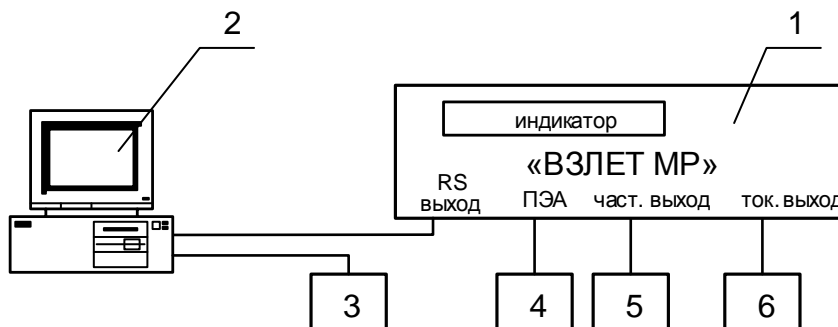 2
1
индикатор
«ВЗЛЕТ МР»
RS
выход
ПЭА
част. выход
ток. выход
3
4
5
6